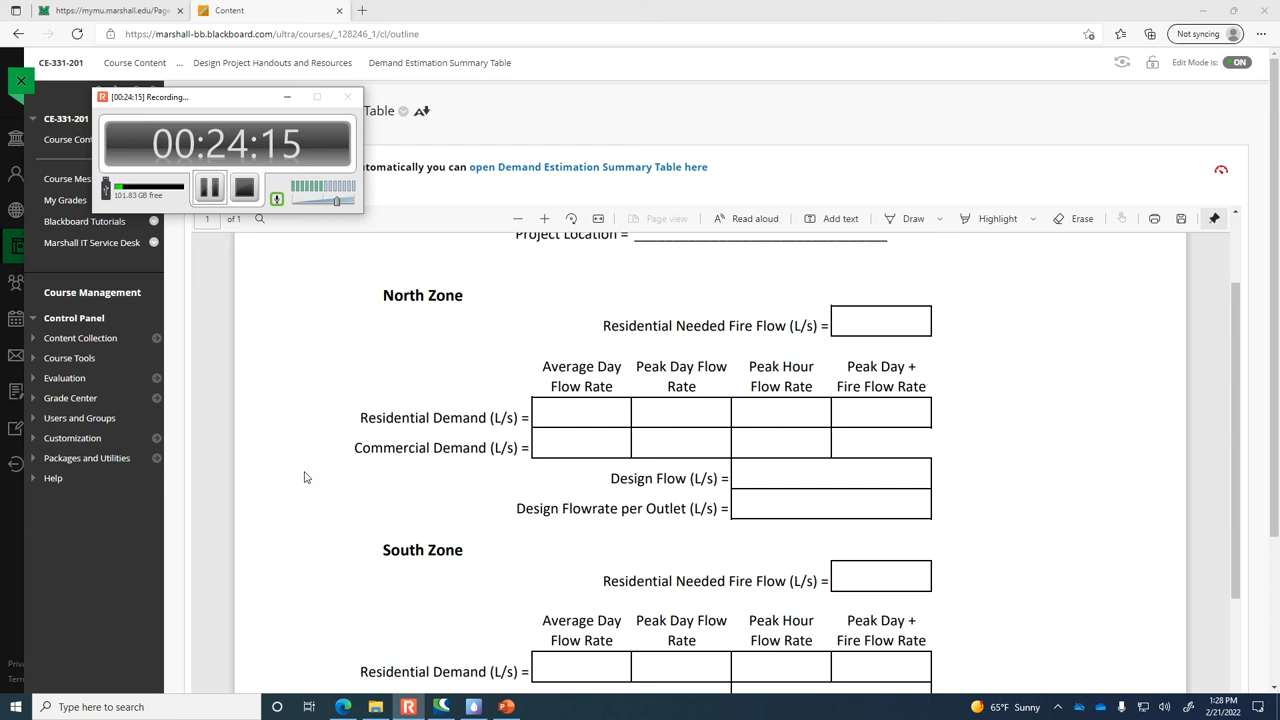 https://mymu.marshall.edu/Page
Content
https://marshall-bb.blackboard.com/ultra/courses/_128246_1/cl/outline
Not syncing
CE-331-201
Course Content
...
Design Project Handouts and Resources
Demand Estimation Summary Table
Edit Mode is:
ON
[00:24:15] Recording...
00:24:15
101.83 GB free
CE-331-201
Course Cont
Course Mes
My Grades
Blackboard Tutorials
Marshall IT Service Desk
Course Management
Control Panel
Content Collection
Course Tools
Evaluation
Grade Center
Users and Groups
Customization
Packages and Utilities
Help
Priva
Term
Table
utomatically you can open Demand Estimation Summary Table here
1 of 1
Page view
Read aloud
Add text
Draw
Highlight
Erase
Project Location =
North Zone
Residential Needed Fire Flow (L/s) =
Average Day Flow Rate
Peak Day Flow Rate
Peak Hour Flow Rate
Peak Day + Fire Flow Rate
Residential Demand (L/s) =
Commercial Demand (L/s) =
Design Flow (L/s) =
Design Flowrate per Outlet (L/s) =
South Zone
Residential Needed Fire Flow (L/s) =
Average Day Flow Rate
Peak Day Flow Rate
Peak Hour Flow Rate
Peak Day + Fire Flow Rate
Residential Demand (L/s) =
Type here to search
65°F Sunny
1:28 PM
2/21/2022